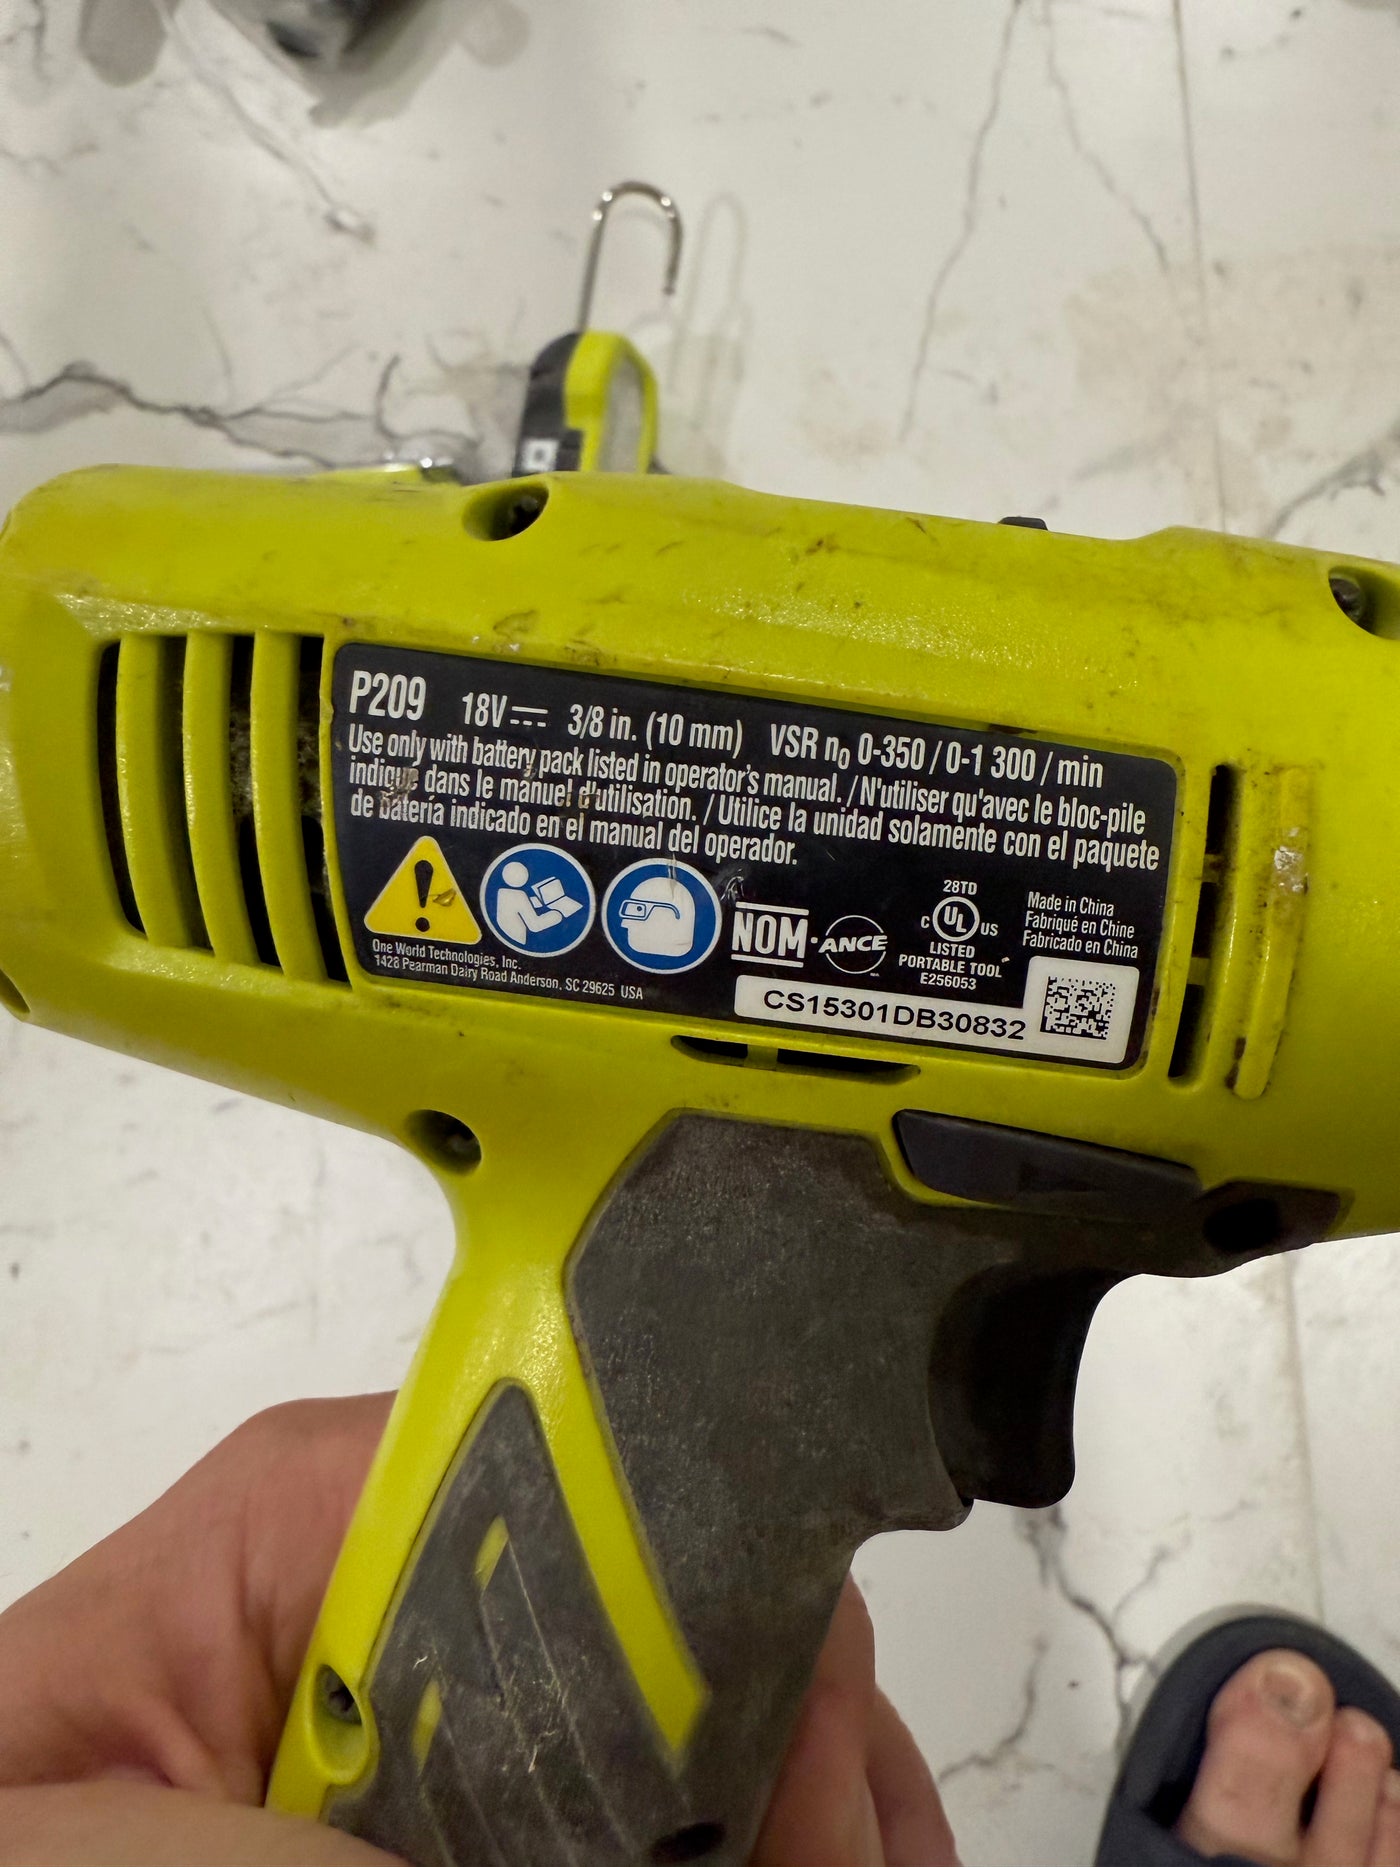 P209 18V 3/8 in. (10 mm) VSR n₀ 0-350 / 0-1 300 / min
Use only with battery pack listed in operator's manual. / N'utiliser qu'avec le bloc-pile
indiqué dans le manuel d'utilisation. / Utilice la unidad solamente con el paquete
de batería indicado en el manual del operador.
One World Technologies, Inc.
1428 Pearman Dairy Road Anderson, SC 29625 USA
NOM
ANCE
28TD
C UL US
LISTED
PORTABLE TOOL
E256053
Made in China
Fabriqué en Chine
Fabricado en China
CS15301DB30832